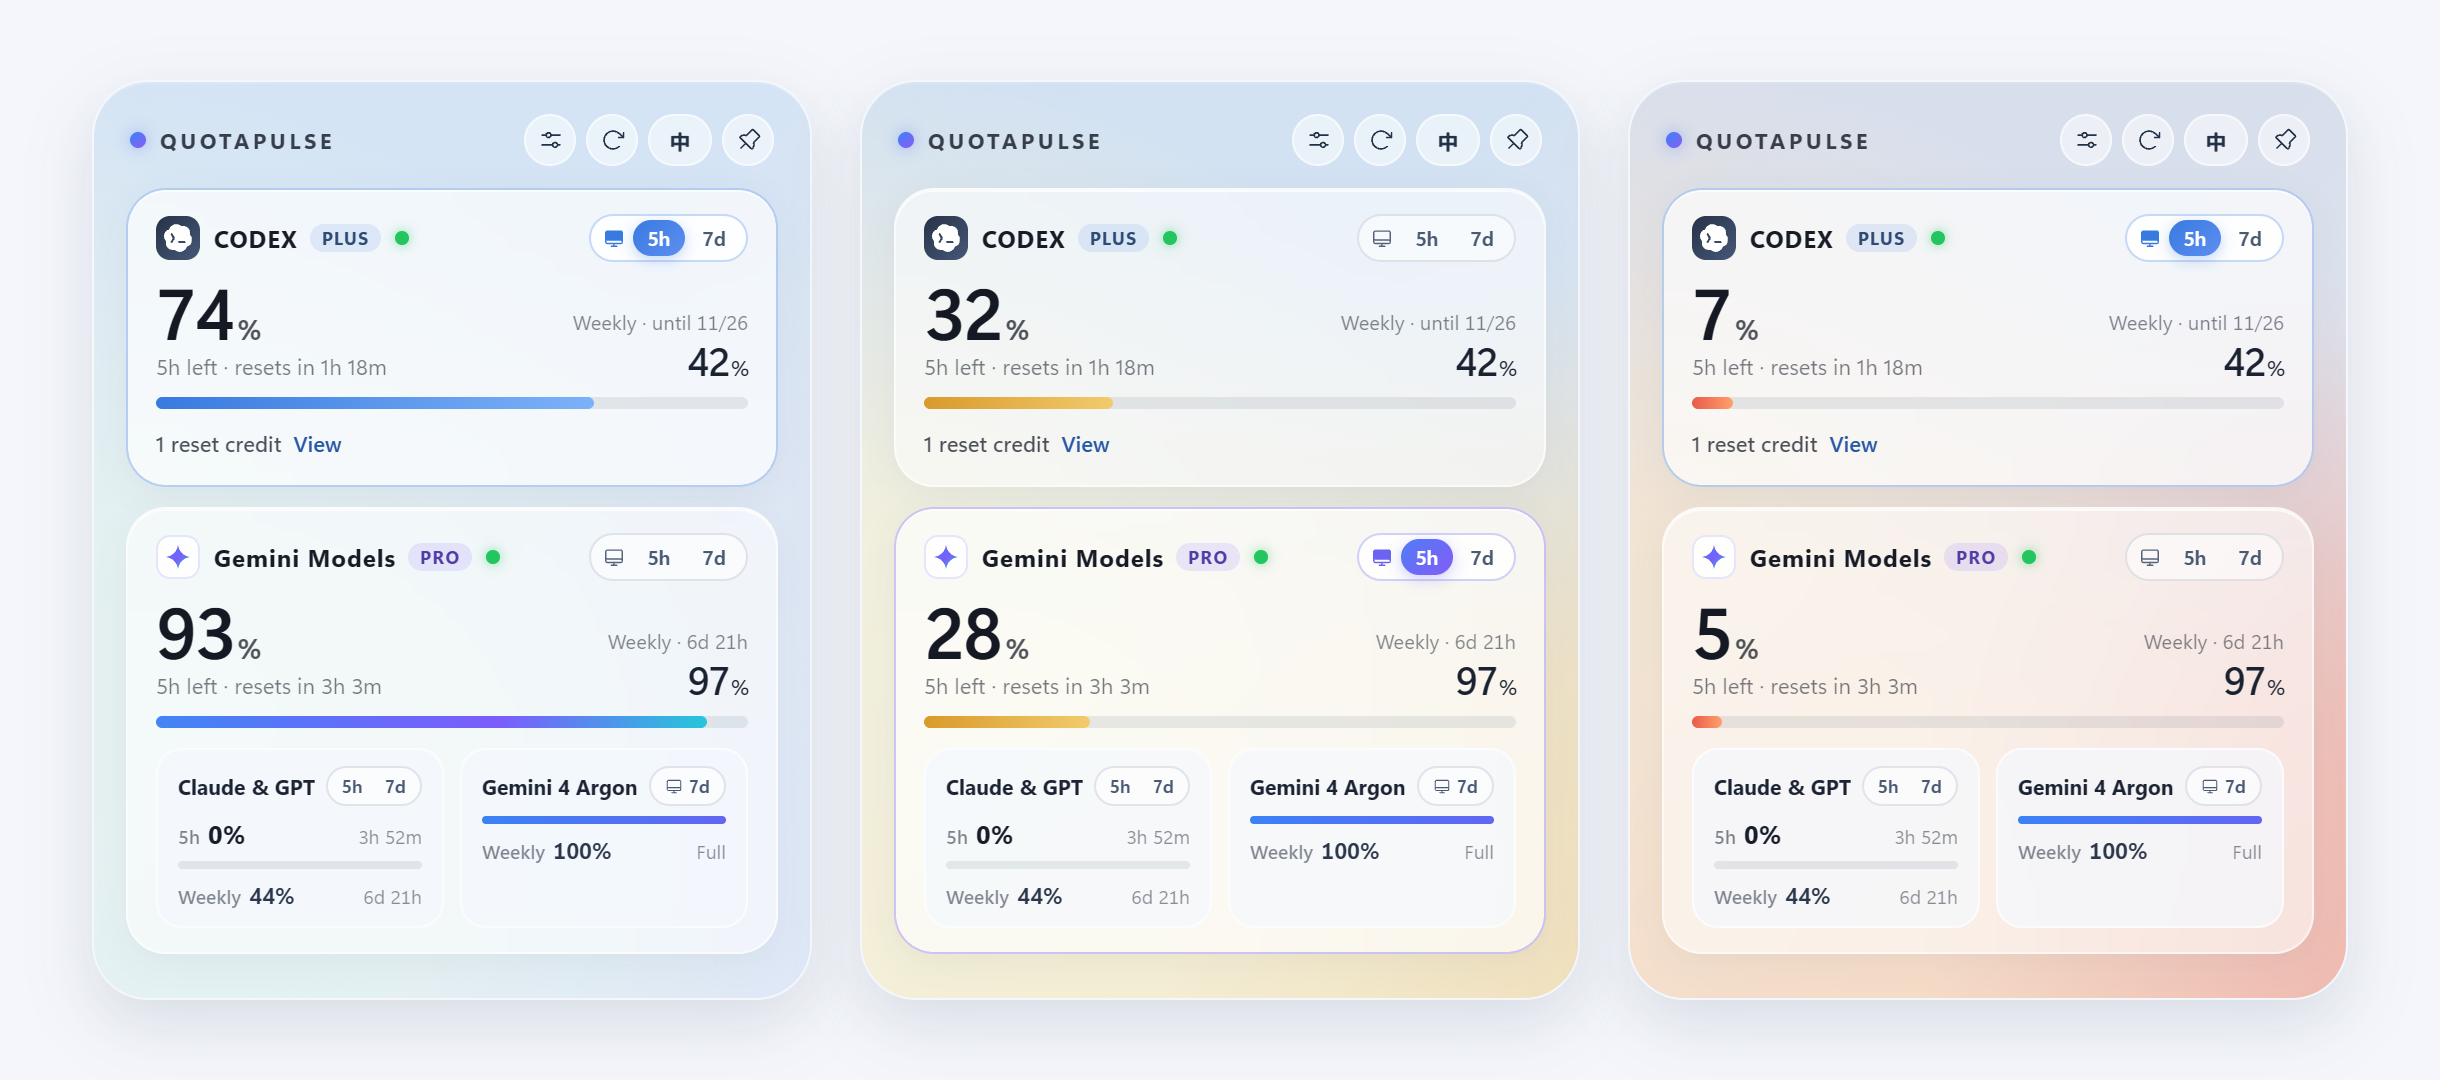 QUOTAPULSE
中
CODEX PLUS
5h 7d
74%
Weekly · until 11/26
5h left · resets in 1h 18m
42%
1 reset credit View
Gemini Models PRO
5h 7d
93%
Weekly · 6d 21h
5h left · resets in 3h 3m
97%
Claude & GPT 5h 7d
5h 0% 3h 52m
Weekly 44% 6d 21h
Gemini 4 Argon 7d
Weekly 100% Full
QUOTAPULSE
中
CODEX PLUS
5h 7d
32%
Weekly · until 11/26
5h left · resets in 1h 18m
42%
1 reset credit View
Gemini Models PRO
5h 7d
28%
Weekly · 6d 21h
5h left · resets in 3h 3m
97%
Claude & GPT 5h 7d
5h 0% 3h 52m
Weekly 44% 6d 21h
Gemini 4 Argon 7d
Weekly 100% Full
QUOTAPULSE
中
CODEX PLUS
5h 7d
7%
Weekly · until 11/26
5h left · resets in 1h 18m
42%
1 reset credit View
Gemini Models PRO
5h 7d
5%
Weekly · 6d 21h
5h left · resets in 3h 3m
97%
Claude & GPT 5h 7d
5h 0% 3h 52m
Weekly 44% 6d 21h
Gemini 4 Argon 7d
Weekly 100% Full